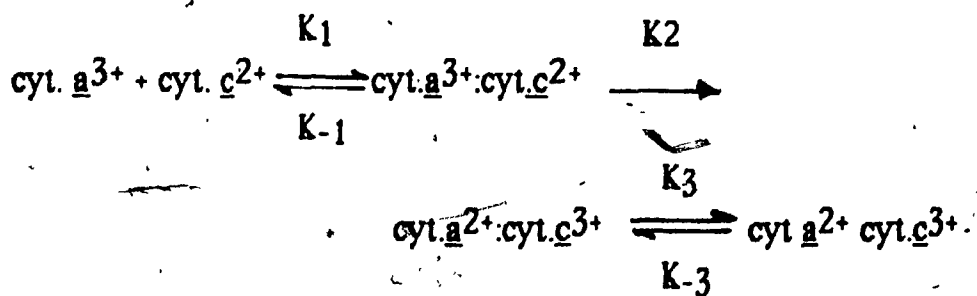 K1 K2
cyt. a3+ + cyt. c2+ ⇌ cyt.a3+:cyt.c2+ →
K-1
K3
cyt.a2+:cyt.c3+ ⇌ cyt a2+ cyt.c3+.
K-3